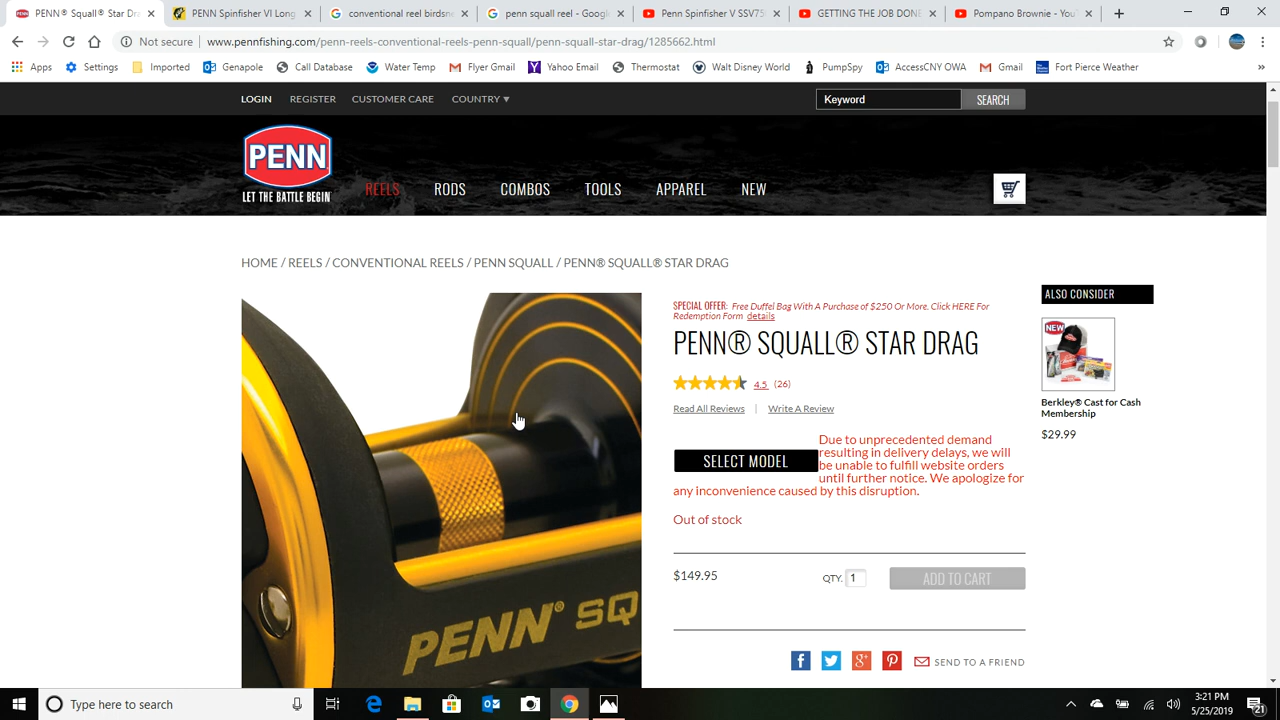 PENN® Squall® Star Drag
PENN Spinfisher VI Long
conventional reel birdsn
penn squall reel - Goog
Penn Spinfisher V SSV75
GETTING THE JOB DONE
Pompano Brownie - You
Not secure www.pennfishing.com/penn-reels-conventional-reels-penn-squall/penn-squall-star-drag/1285662.html
Apps Settings Imported Genapole Call Database Water Temp Flyer Gmail Yahoo Email Thermostat Walt Disney World PumpSpy AccessCNY OWA Gmail Fort Pierce Weather »
LOGIN REGISTER CUSTOMER CARE COUNTRY ▼ Keyword SEARCH
PENN
LET THE BATTLE BEGIN
REELS RODS COMBOS TOOLS APPAREL NEW
HOME / REELS / CONVENTIONAL REELS / PENN SQUALL / PENN® SQUALL® STAR DRAG
PENN® SQ
SPECIAL OFFER: Free Duffel Bag With A Purchase of $250 Or More. Click HERE For
Redemption Form details
PENN® SQUALL® STAR DRAG
4.5 (26)
Read All Reviews | Write A Review
SELECT MODEL
Due to unprecedented demand
resulting in delivery delays, we will
be unable to fulfill website orders
until further notice. We apologize for
any inconvenience caused by this disruption.
Out of stock
$149.95 QTY. 1 ADD TO CART
SEND TO A FRIEND
ALSO CONSIDER
NEW
Berkley® Cast for Cash
Membership
$29.99
Type here to search
3:21 PM
5/25/2019
21